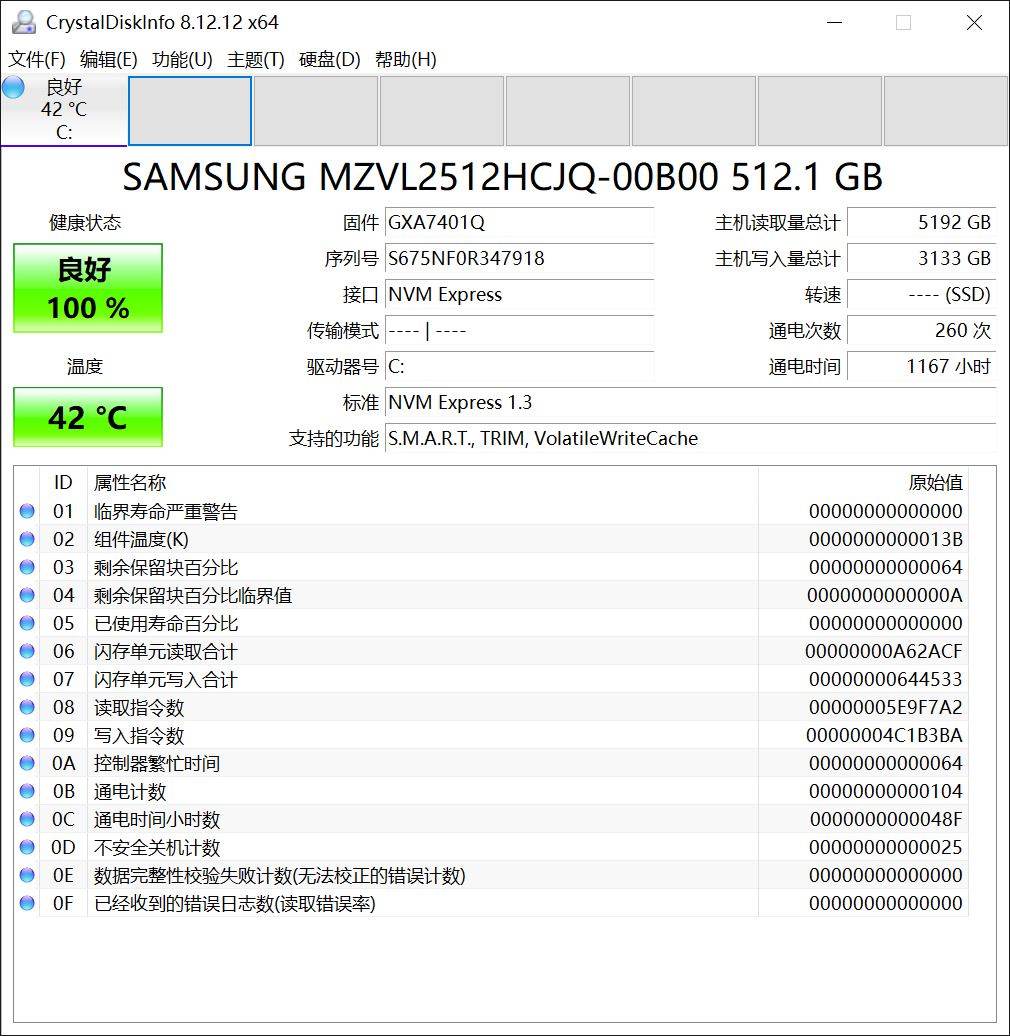 CrystalDiskInfo 8.12.12 x64
文件(F) 编辑(E) 功能(U) 主题(T) 硬盘(D) 帮助(H)
良好
42 °C
C:
SAMSUNG MZVL2512HCJQ-00B00 512.1 GB
健康状态
良好
100 %
温度
42 °C
固件 GXA7401Q 主机读取量总计 5192 GB
序列号 S675NF0R347918 主机写入量总计 3133 GB
接口 NVM Express 转速 ---- (SSD)
传输模式 ---- | ---- 通电次数 260 次
驱动器号 C: 通电时间 1167 小时
标准 NVM Express 1.3
支持的功能 S.M.A.R.T., TRIM, VolatileWriteCache
ID 属性名称 原始值
01 临界寿命严重警告 00000000000000
02 组件温度(K) 0000000000013B
03 剩余保留块百分比 00000000000064
04 剩余保留块百分比临界值 0000000000000A
05 已使用寿命百分比 00000000000000
06 闪存单元读取合计 00000000A62ACF
07 闪存单元写入合计 00000000644533
08 读取指令数 00000005E9F7A2
09 写入指令数 00000004C1B3BA
0A 控制器繁忙时间 00000000000064
0B 通电计数 00000000000104
0C 通电时间小时数 0000000000048F
0D 不安全关机计数 00000000000025
0E 数据完整性校验失败计数(无法校正的错误计数) 00000000000000
0F 已经收到的错误日志数(读取错误率) 00000000000000